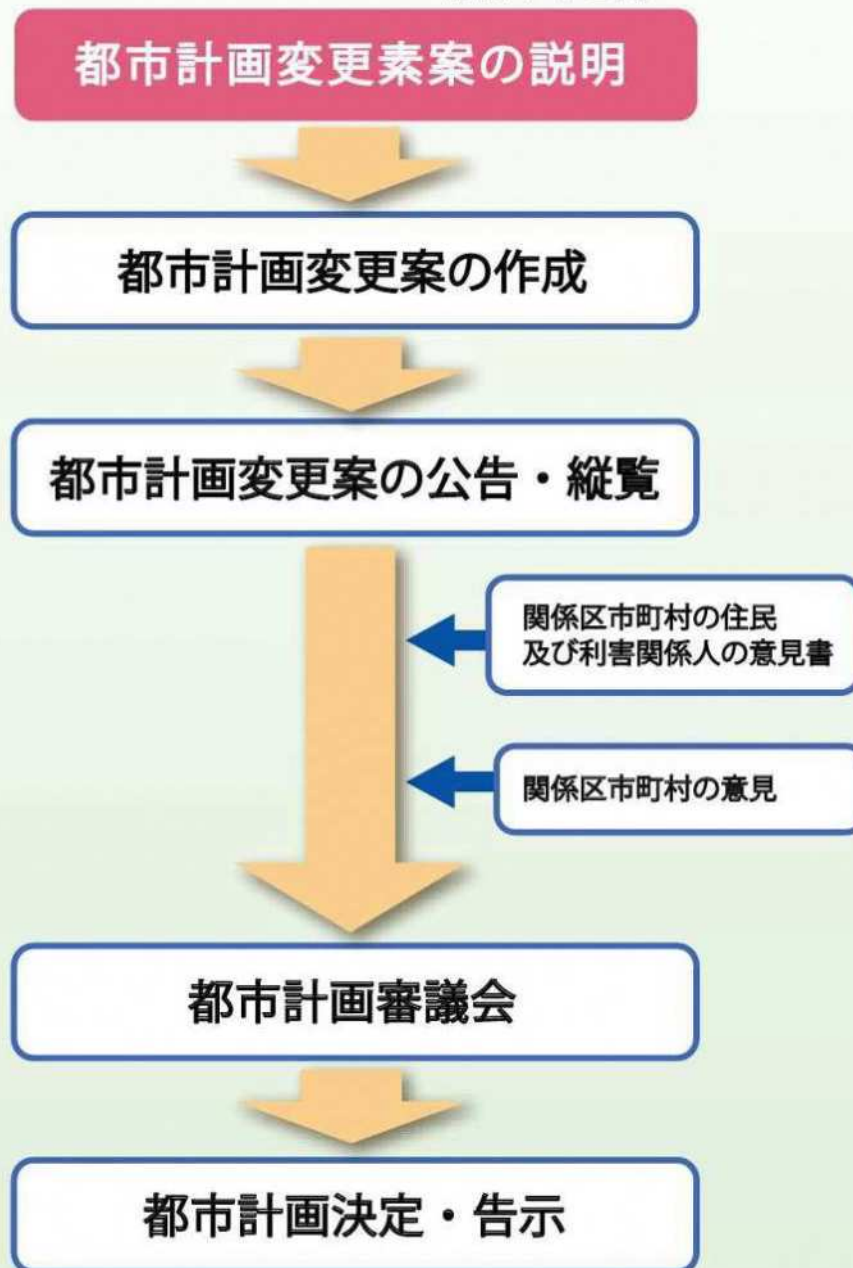 都市計画変更素案の説明
都市計画変更案の作成
都市計画変更案の公告・縦覧
関係区市町村の住民
及び利害関係人の意見書
関係区市町村の意見
都市計画審議会
都市計画決定・告示